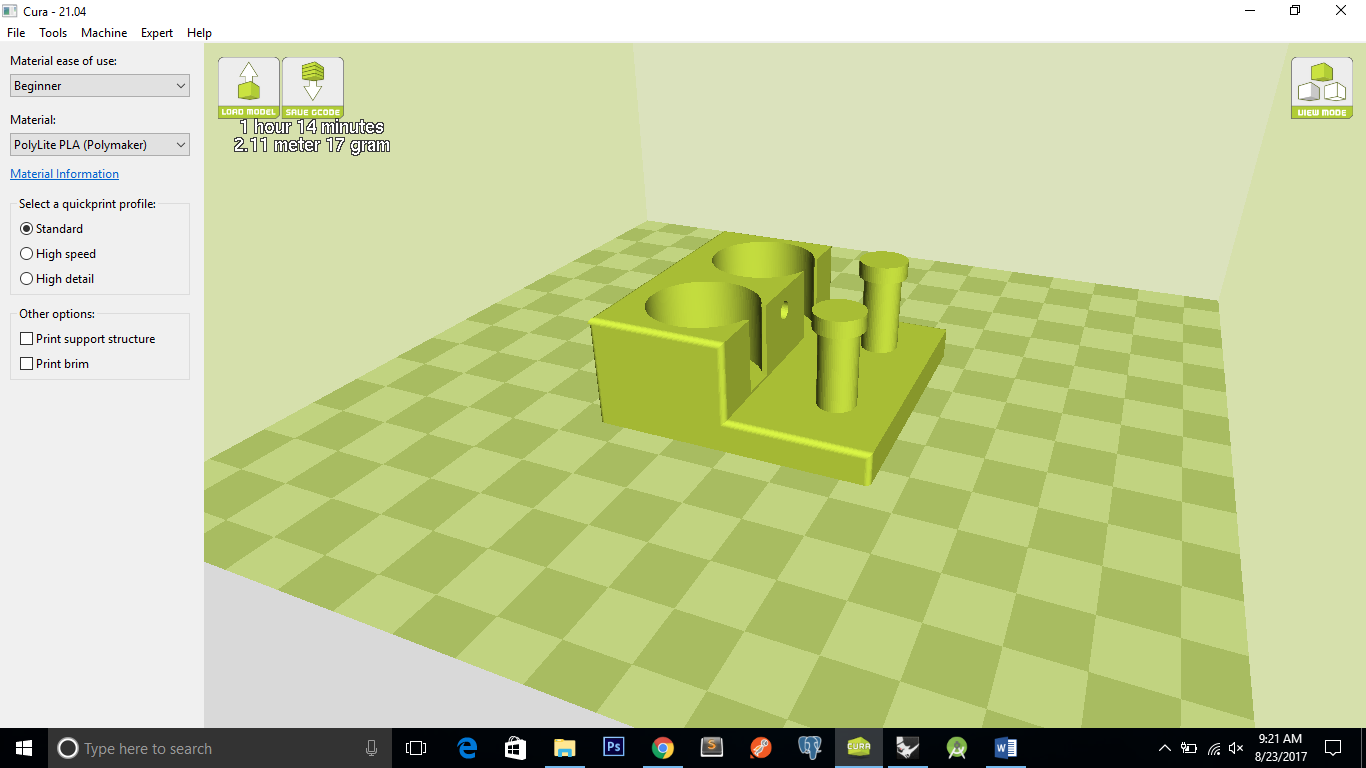 Cura - 21.04
File Tools Machine Expert Help
Material ease of use:
Beginner
Material:
PolyLite PLA (Polymaker)
Material Information
Select a quickprint profile:
Standard
High speed
High detail
Other options:
Print support structure
Print brim
LOAD MODEL
SAVE GCODE
1 hour 14 minutes
2.11 meter 17 gram
VIEW MODE
Type here to search
Ps
S
CURA
W
9:21 AM
8/23/2017